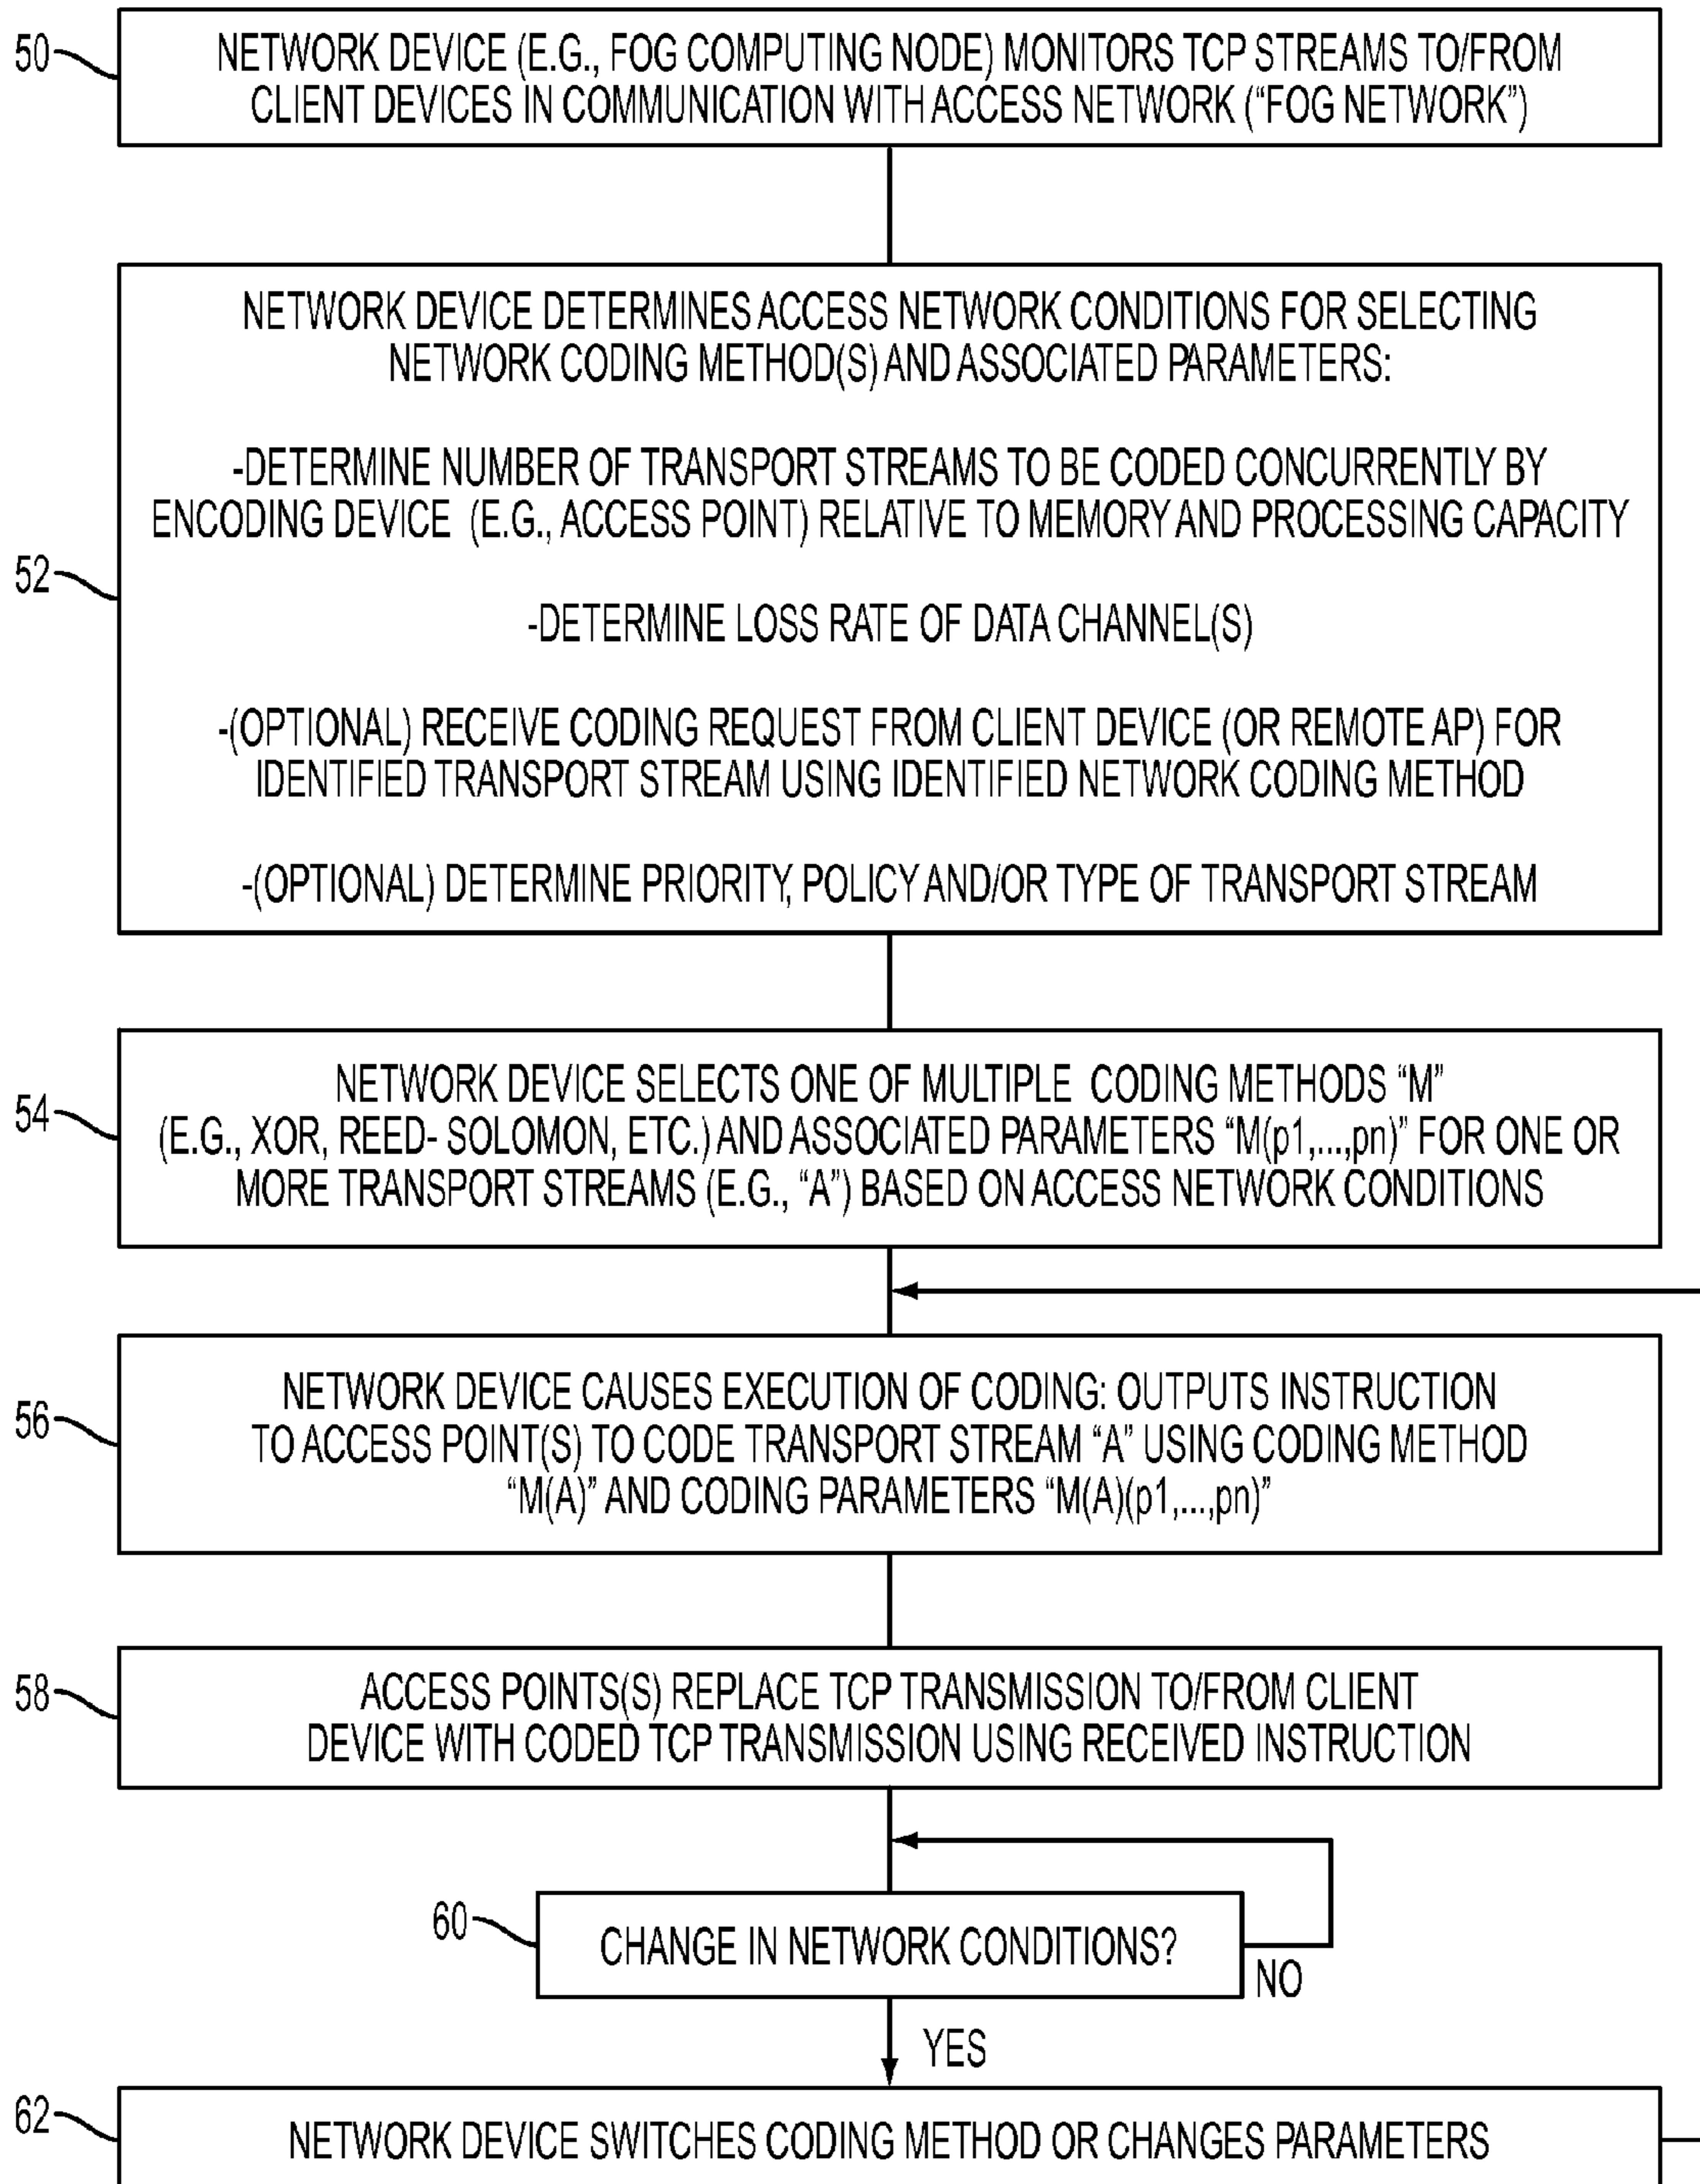 50
NETWORK DEVICE (E.G., FOG COMPUTING NODE) MONITORS TCP STREAMS TO/FROM
CLIENT DEVICES IN COMMUNICATION WITH ACCESS NETWORK (“FOG NETWORK”)
52
NETWORK DEVICE DETERMINES ACCESS NETWORK CONDITIONS FOR SELECTING
NETWORK CODING METHOD(S) AND ASSOCIATED PARAMETERS:
-DETERMINE NUMBER OF TRANSPORT STREAMS TO BE CODED CONCURRENTLY BY
ENCODING DEVICE (E.G., ACCESS POINT) RELATIVE TO MEMORY AND PROCESSING CAPACITY
-DETERMINE LOSS RATE OF DATA CHANNEL(S)
-(OPTIONAL) RECEIVE CODING REQUEST FROM CLIENT DEVICE (OR REMOTE AP) FOR
IDENTIFIED TRANSPORT STREAM USING IDENTIFIED NETWORK CODING METHOD
-(OPTIONAL) DETERMINE PRIORITY, POLICY AND/OR TYPE OF TRANSPORT STREAM
54
NETWORK DEVICE SELECTS ONE OF MULTIPLE CODING METHODS “M”
(E.G., XOR, REED- SOLOMON, ETC.) AND ASSOCIATED PARAMETERS “M(p1,...,pn)” FOR ONE OR
MORE TRANSPORT STREAMS (E.G., “A”) BASED ON ACCESS NETWORK CONDITIONS
56
NETWORK DEVICE CAUSES EXECUTION OF CODING: OUTPUTS INSTRUCTION
TO ACCESS POINT(S) TO CODE TRANSPORT STREAM “A” USING CODING METHOD
“M(A)” AND CODING PARAMETERS “M(A)(p1,...,pn)”
58
ACCESS POINTS(S) REPLACE TCP TRANSMISSION TO/FROM CLIENT
DEVICE WITH CODED TCP TRANSMISSION USING RECEIVED INSTRUCTION
60
CHANGE IN NETWORK CONDITIONS?
NO
YES
62
NETWORK DEVICE SWITCHES CODING METHOD OR CHANGES PARAMETERS